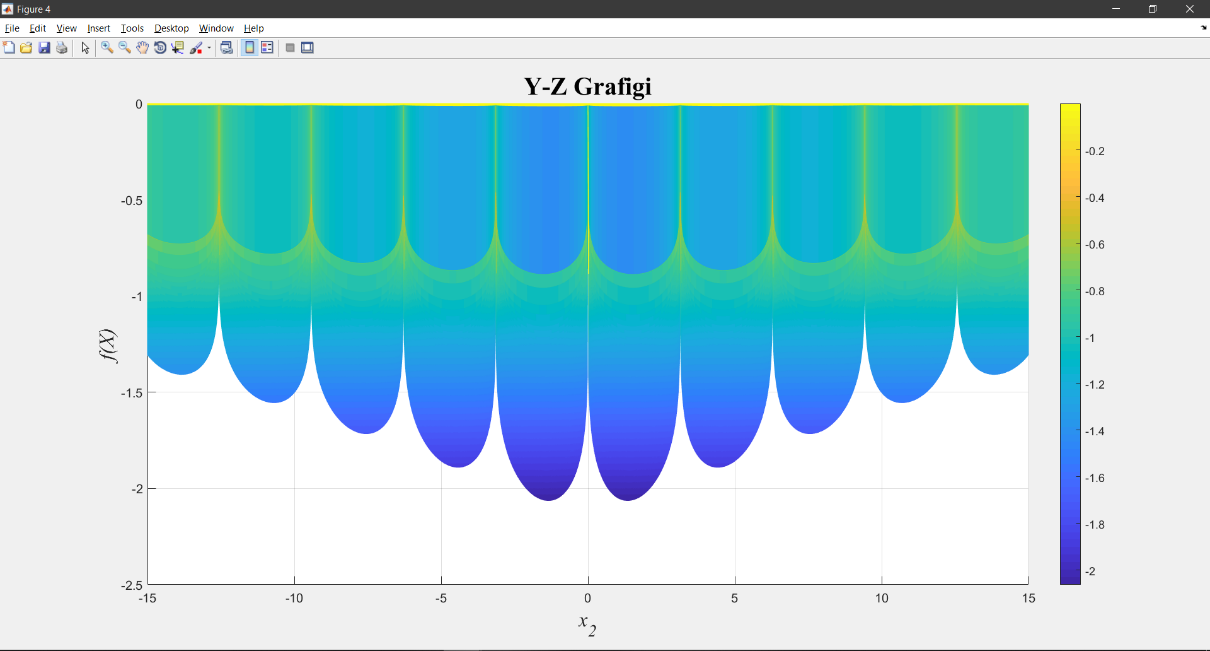 Figure 4
File Edit View Insert Tools Desktop Window Help
Y-Z Grafigi
0
-0.5
-1
-1.5
-2
-2.5
f(X)
-15 -10 -5 0 5 10 15
x2
-0.2
-0.4
-0.6
-0.8
-1
-1.2
-1.4
-1.6
-1.8
-2